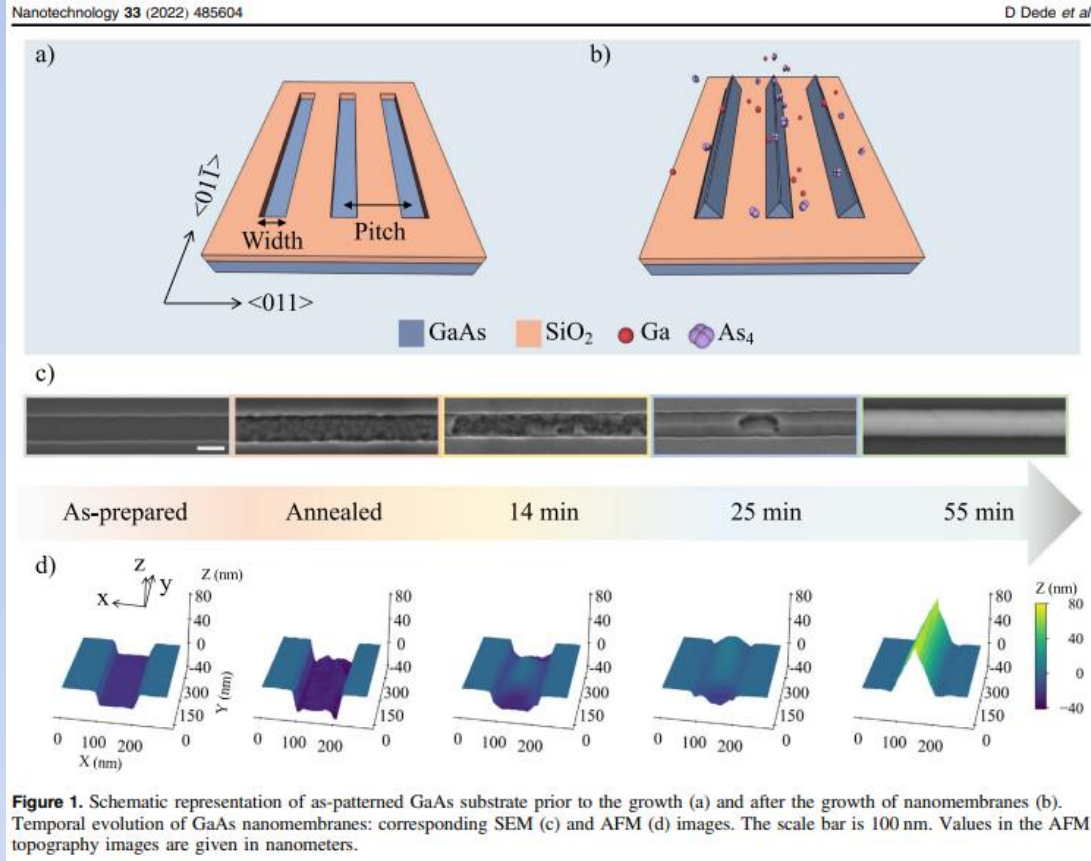 Nanotechnology 33 (2022) 485604 D Dede et al
a) b)
<011̅>
Width Pitch
<011>
GaAs SiO₂ Ga As₄
c)
As-prepared Annealed 14 min 25 min 55 min
d)
z y x
Z (nm) Z (nm)
80 80 80 80 80 80
40 40 40 40 40 40
0 0 0 0 0 0
-40 -40 -40 -40 -40 −40
300 300 300 300 300
150 150 150 150 150
Y (nm)
0 100 200 0 0 100 200 0 0 100 200 0 0 100 200 0 0 100 200 0
X (nm)
Figure 1. Schematic representation of as-patterned GaAs substrate prior to the growth (a) and after the growth of nanomembranes (b).
Temporal evolution of GaAs nanomembranes: corresponding SEM (c) and AFM (d) images. The scale bar is 100 nm. Values in the AFM
topography images are given in nanometers.